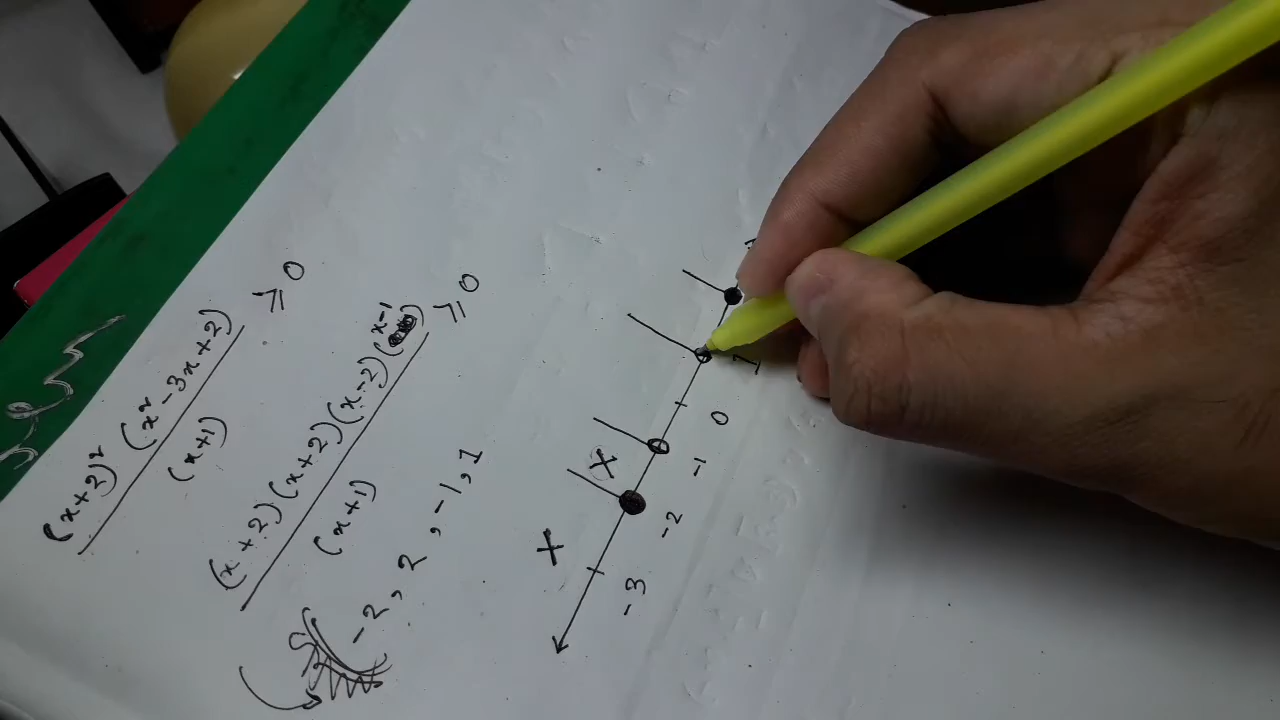 (x+2)² (x²-3x+2)
(x+1)
≥ 0
(x+2)(x+2)(x-2)(x-1)
(x+1)
≥ 0
-2, 2, -1, 1
X X
-3 -2 -1 0 1